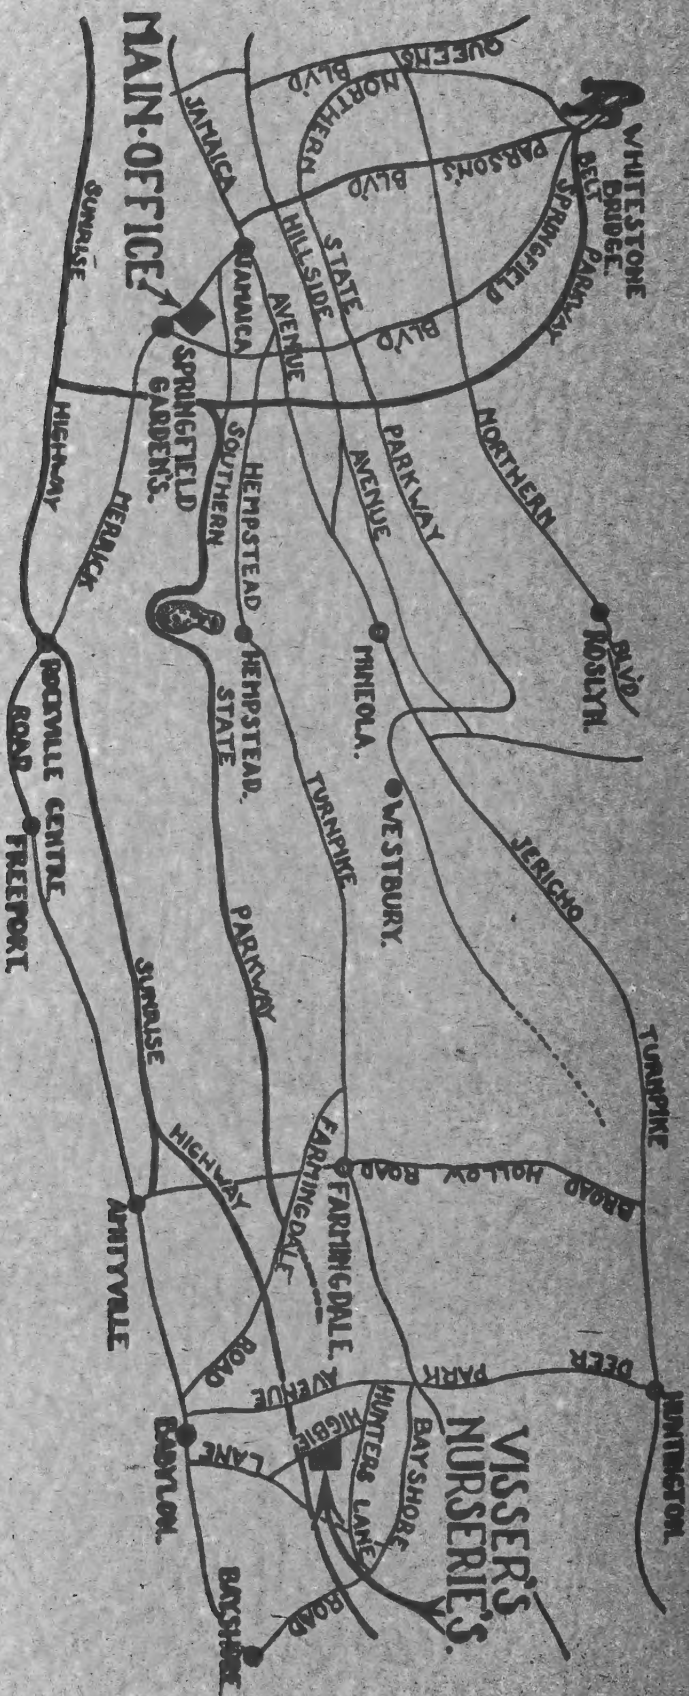 WHITESTONE
BRIDGE.
QUEENS
BLV'D
NORTHERN
PARSON'S
BLV'D
BELT
PARKWAY
SPRINGFIELD
BLV'D
NORTHERN
BLV'D
ROSLYN.
STATE
PARKWAY
HILLSIDE
AVENUE
JAMAICA
JAMAICA
AVENUE
MAIN-OFFICE.
SPRINGFIELD
GARDEN'S.
SUNRISE
HIGHWAY
MERRICK
ROAD
SOUTHERN
STATE
PARKWAY
HEMPSTEAD
HEMPSTEAD.
TURNPIKE
MINEOLA.
WESTBURY.
JERICHO
TURNPIKE
ROCKVILLE CENTRE
FREEPORT
SUNRISE
HIGHWAY
AMITYVILLE
FARMINGDALE
ROAD
FARMINGDALE.
BROAD
HOLLOW
ROAD
DEER
PARK
AVENUE
HUNTINGTON.
VISSER'S
NURSERIE'S.
HUNTERS LANE
HIGBIE
LANE
BAYSHORE
ROAD
BABYLON.
BAYSHORE